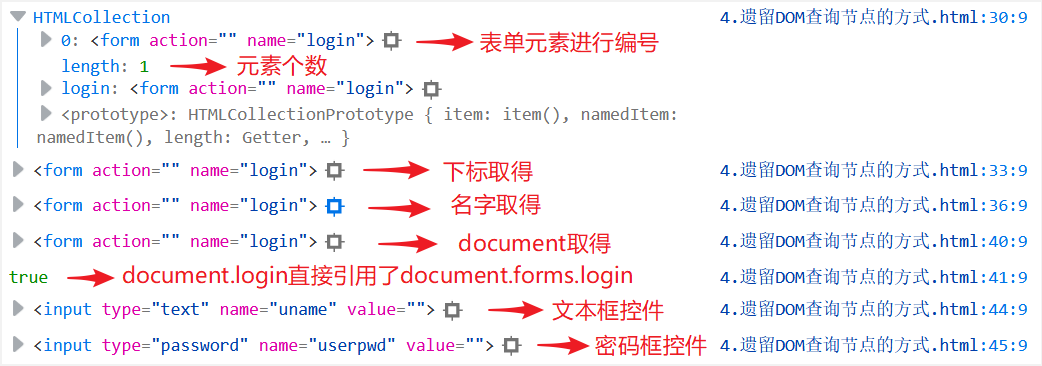 HTMLCollection 4.遗留DOM查询节点的方式.html:30:9
0: <form action="" name="login"> 表单元素进行编号
length: 1 元素个数
login: <form action="" name="login">
<prototype>: HTMLCollectionPrototype { item: item(), namedItem:
namedItem(), length: Getter, … }
<form action="" name="login"> 下标取得 4.遗留DOM查询节点的方式.html:33:9
<form action="" name="login"> 名字取得 4.遗留DOM查询节点的方式.html:36:9
<form action="" name="login"> document取得 4.遗留DOM查询节点的方式.html:40:9
true document.login直接引用了document.forms.login 4.遗留DOM查询节点的方式.html:41:9
<input type="text" name="uname" value=""> 文本框控件 4.遗留DOM查询节点的方式.html:44:9
<input type="password" name="userpwd" value=""> 密码框控件 4.遗留DOM查询节点的方式.html:45:9